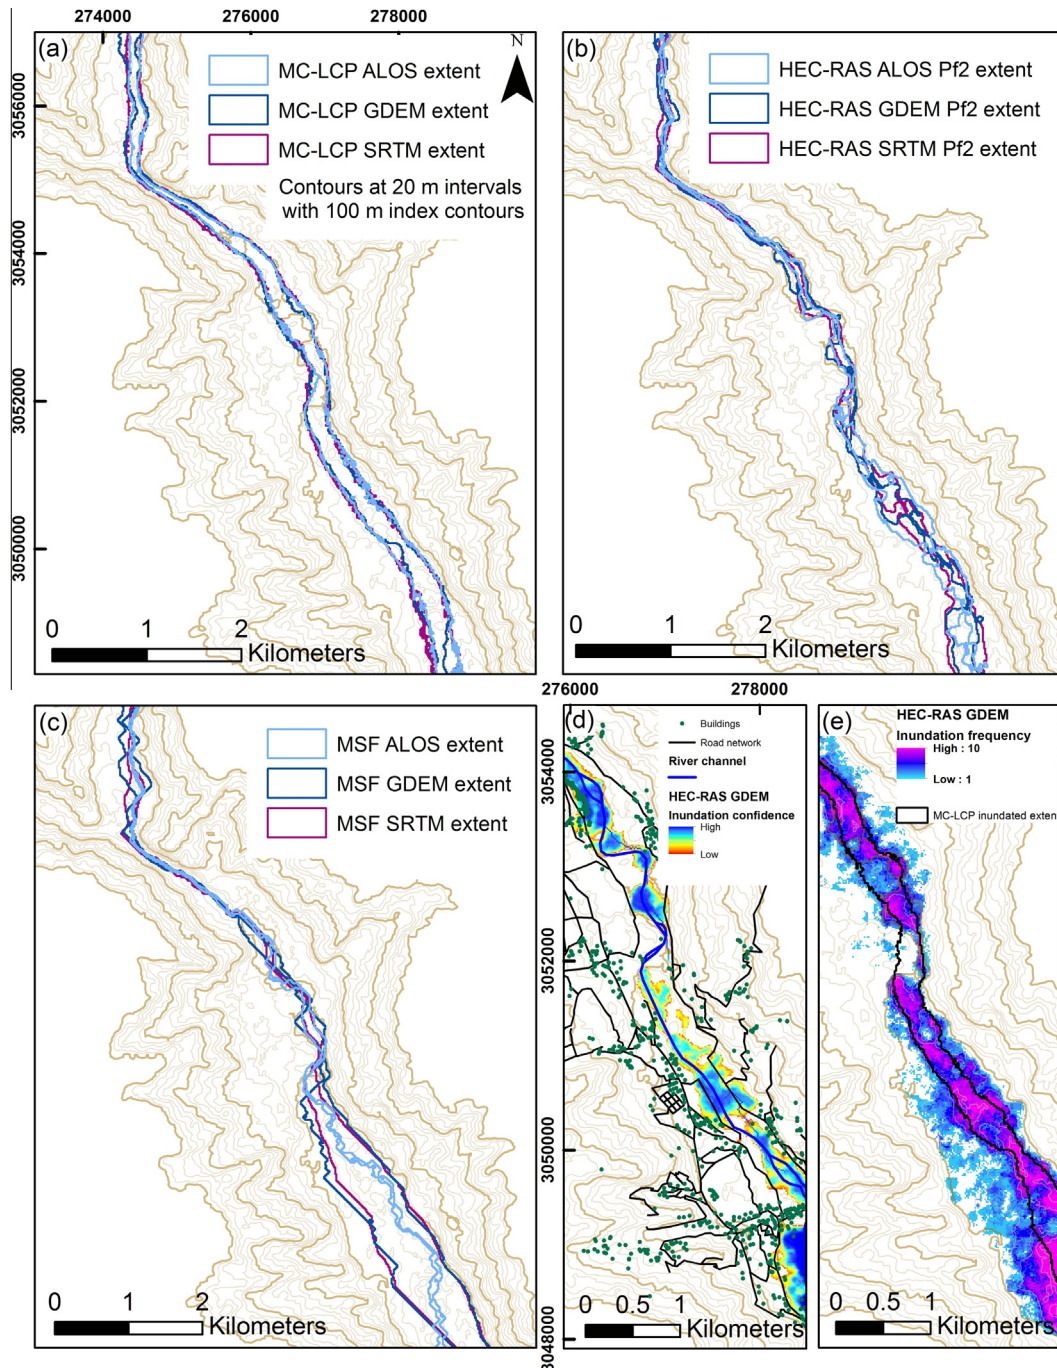 274000 276000 278000
(a)
N
MC-LCP ALOS extent
MC-LCP GDEM extent
MC-LCP SRTM extent
Contours at 20 m intervals
with 100 m index contours
3056000
3054000
3052000
3050000
0 1 2
Kilometers
(b)
HEC-RAS ALOS Pf2 extent
HEC-RAS GDEM Pf2 extent
HEC-RAS SRTM Pf2 extent
0 1 2
Kilometers
(c)
MSF ALOS extent
MSF GDEM extent
MSF SRTM extent
0 1 2
Kilometers
276000 278000
(d)
Buildings
Road network
River channel
HEC-RAS GDEM
Inundation confidence
High
Low
3054000
3052000
3050000
3048000
0 0.5 1
Kilometers
(e)
HEC-RAS GDEM
Inundation frequency
High : 10
Low : 1
MC-LCP inundated extent
0 0.5 1
Kilometers